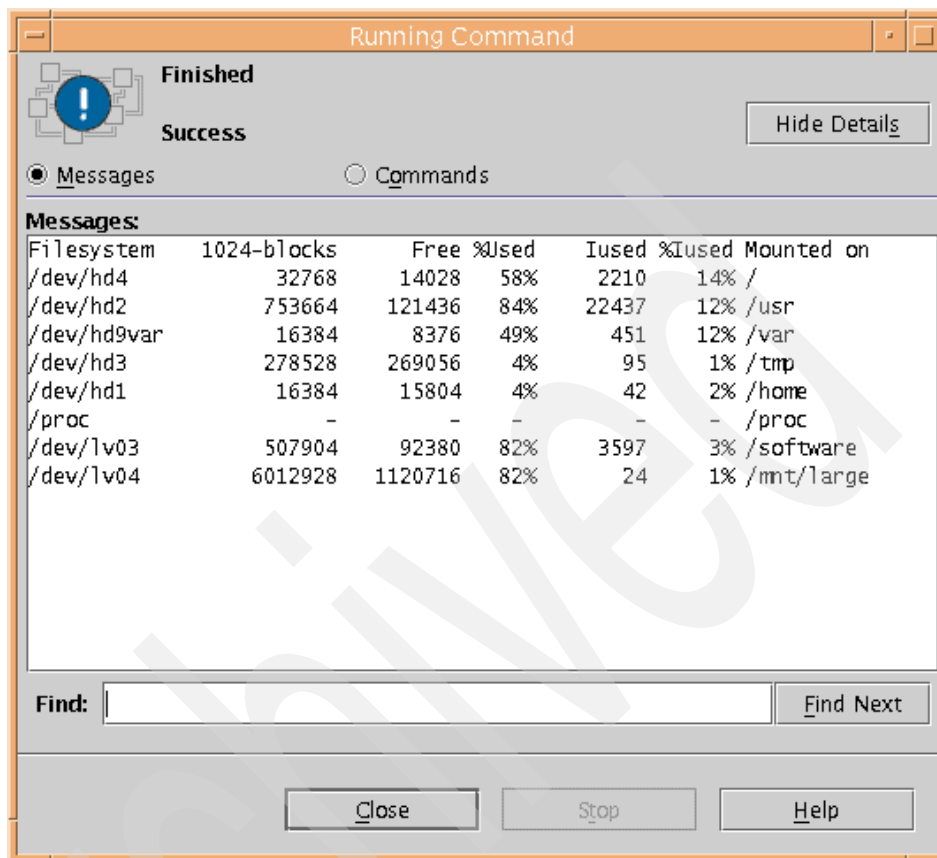 Running Command
Finished
Success
Hide Details
Messages
Commands
Messages:
Filesystem 1024-blocks Free %Used Iused %Iused Mounted on
/dev/hd4 32768 14028 58% 2210 14% /
/dev/hd2 753664 121436 84% 22437 12% /usr
/dev/hd9var 16384 8376 49% 451 12% /var
/dev/hd3 278528 269056 4% 95 1% /tmp
/dev/hd1 16384 15804 4% 42 2% /home
/proc - - - - - /proc
/dev/lv03 507904 92380 82% 3597 3% /software
/dev/lv04 6012928 1120716 82% 24 1% /mnt/large
Find:
Find Next
Close
Stop
Help